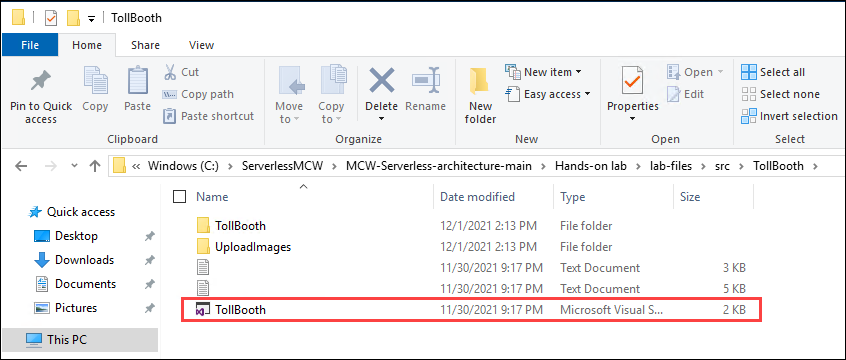 TollBooth
File Home Share View
Pin to Quick access
Copy
Paste
Cut
Copy path
Paste shortcut
Clipboard
Move to
Copy to
Delete
Rename
Organize
New folder
New item
Easy access
New
Properties
Open
Edit
Open
Select all
Select none
Invert selection
Select
« Windows (C:) > ServerlessMCW > MCW-Serverless-architecture-main > Hands-on lab > lab-files > src > TollBooth >
Name Date modified Type Size
Quick access
Desktop
Downloads
Documents
Pictures
This PC
TollBooth 12/1/2021 2:13 PM File folder
UploadImages 12/1/2021 2:13 PM File folder
11/30/2021 9:17 PM Text Document 3 KB
11/30/2021 9:17 PM Text Document 5 KB
TollBooth 11/30/2021 9:17 PM Microsoft Visual S... 2 KB